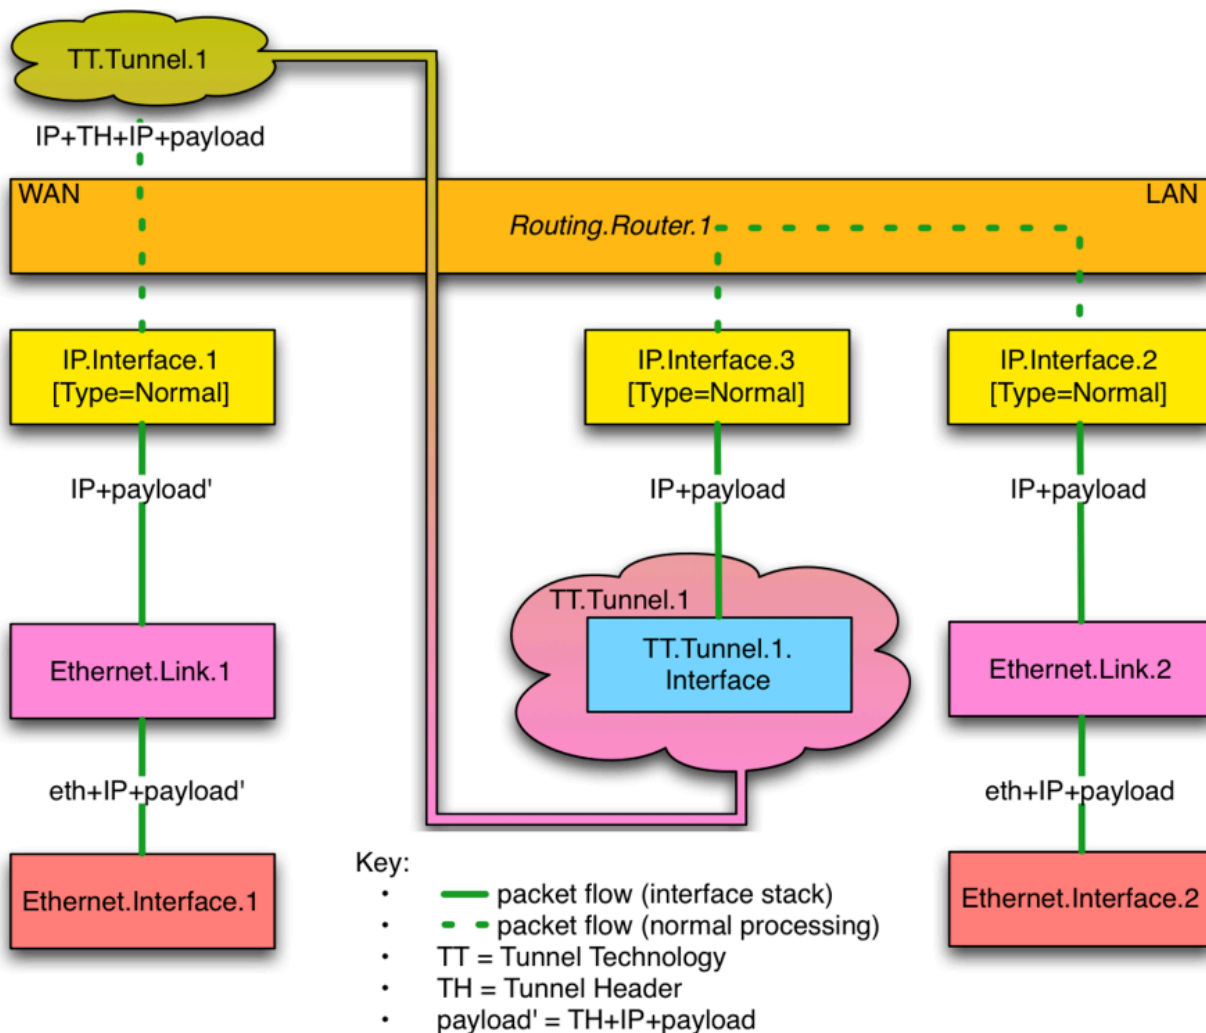 TT.Tunnel.1
IP+TH+IP+payload
WAN
LAN
Routing.Router.1
IP.Interface.1
[Type=Normal]
IP.Interface.3
[Type=Normal]
IP.Interface.2
[Type=Normal]
IP+payload'
IP+payload
IP+payload
TT.Tunnel.1
TT.Tunnel.1.
Interface
Ethernet.Link.1
Ethernet.Link.2
eth+IP+payload'
eth+IP+payload
Ethernet.Interface.1
Ethernet.Interface.2
Key:
• packet flow (interface stack)
• packet flow (normal processing)
• TT = Tunnel Technology
• TH = Tunnel Header
• payload' = TH+IP+payload